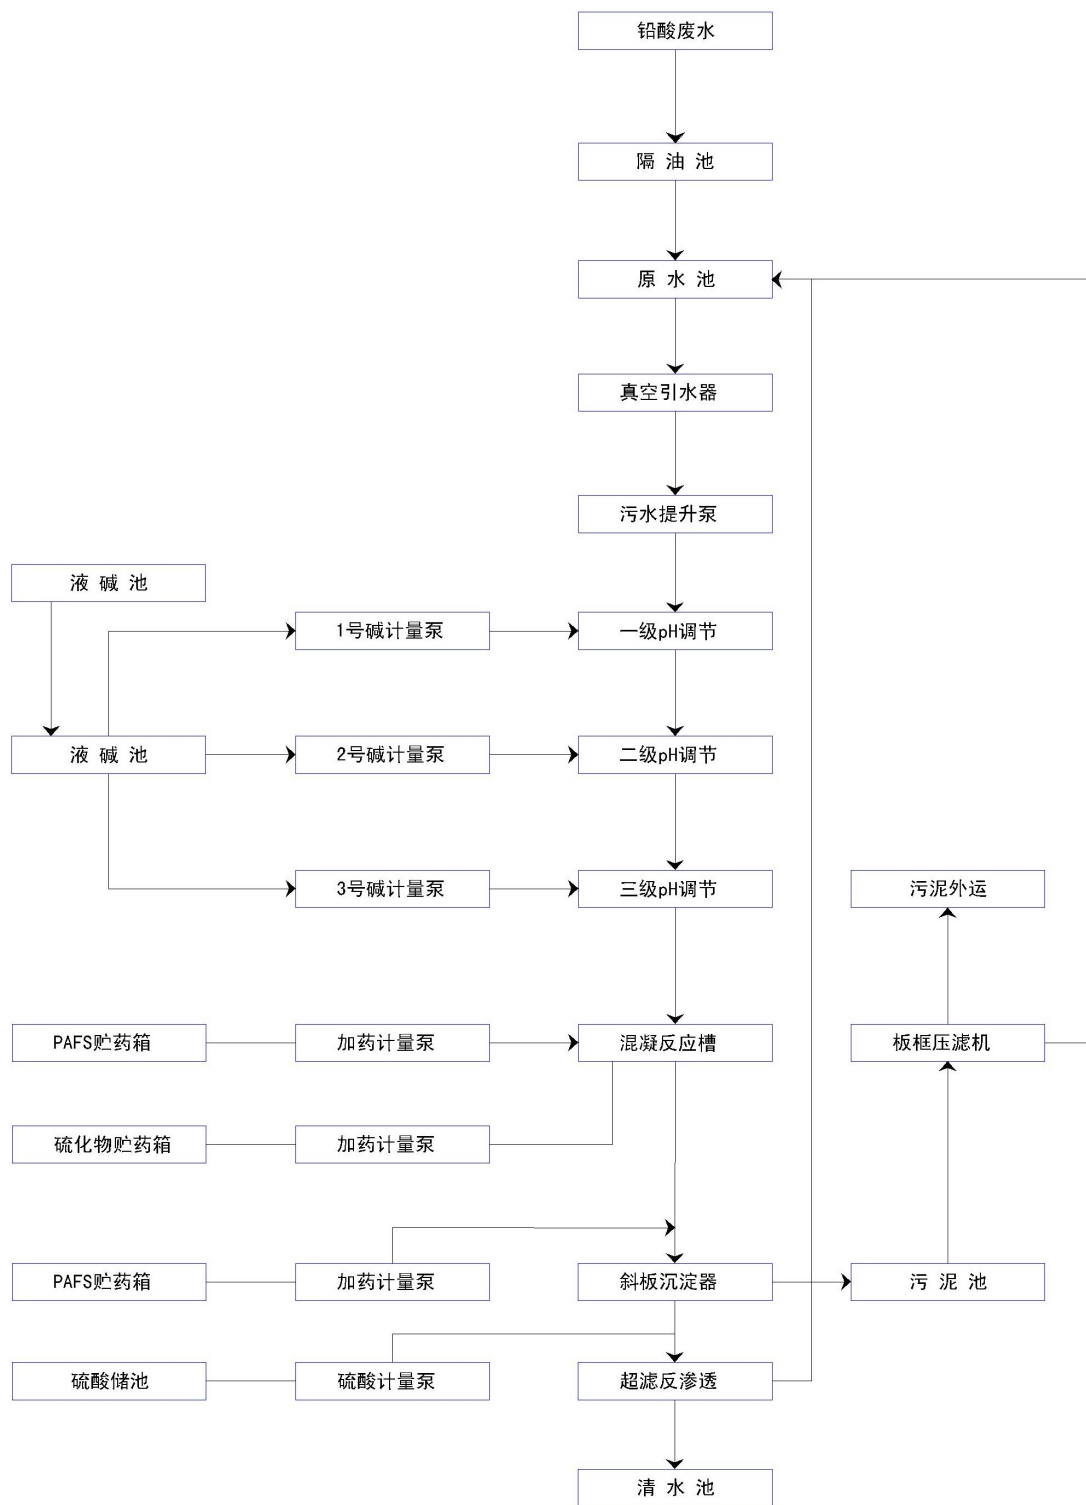 铅酸废水
隔 油 池
原 水 池
真空引水器
污水提升泵
液 碱 池
1号碱计量泵
一级pH调节
液 碱 池
2号碱计量泵
二级pH调节
3号碱计量泵
三级pH调节
污泥外运
PAFS贮药箱
加药计量泵
混凝反应槽
板框压滤机
硫化物贮药箱
加药计量泵
PAFS贮药箱
加药计量泵
斜板沉淀器
污 泥 池
硫酸储池
硫酸计量泵
超滤反渗透
清 水 池